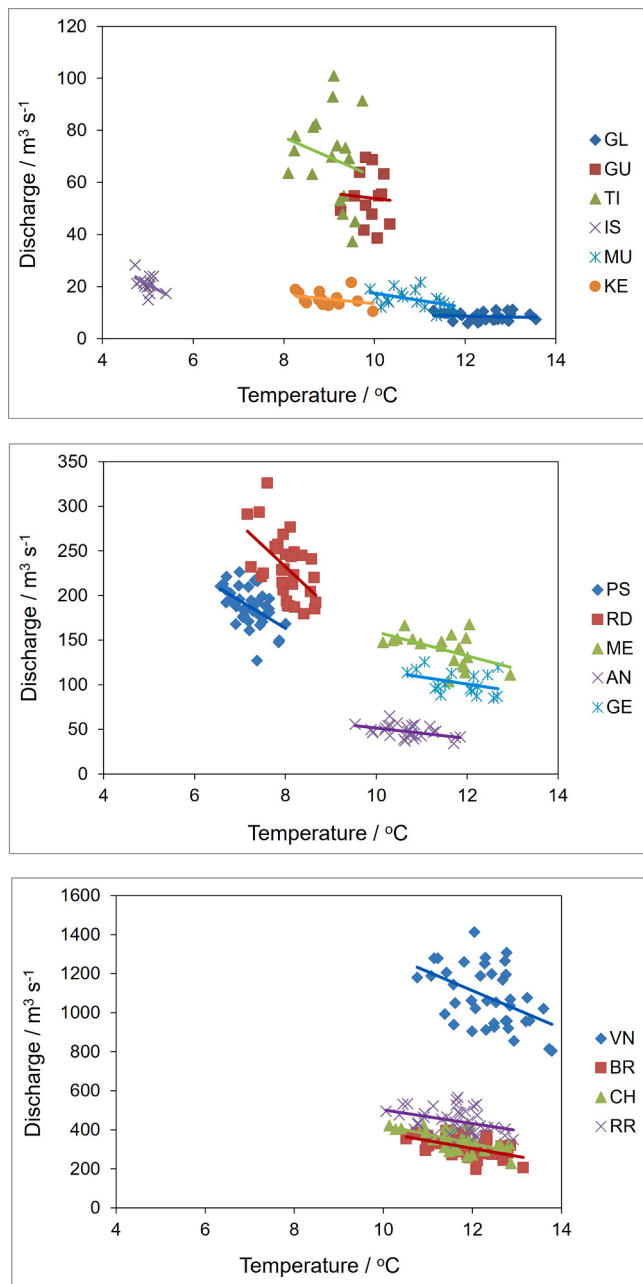 120
100
80
60
40
20
0
4 6 8 10 12 14
Discharge / m³ s⁻¹
Temperature / °C
GL
GU
TI
IS
MU
KE
350
300
250
200
150
100
50
0
4 6 8 10 12 14
Discharge / m³ s⁻¹
Temperature / °C
PS
RD
ME
AN
GE
1600
1400
1200
1000
800
600
400
200
0
4 6 8 10 12 14
Discharge / m³ s⁻¹
Temperature / °C
VN
BR
CH
RR